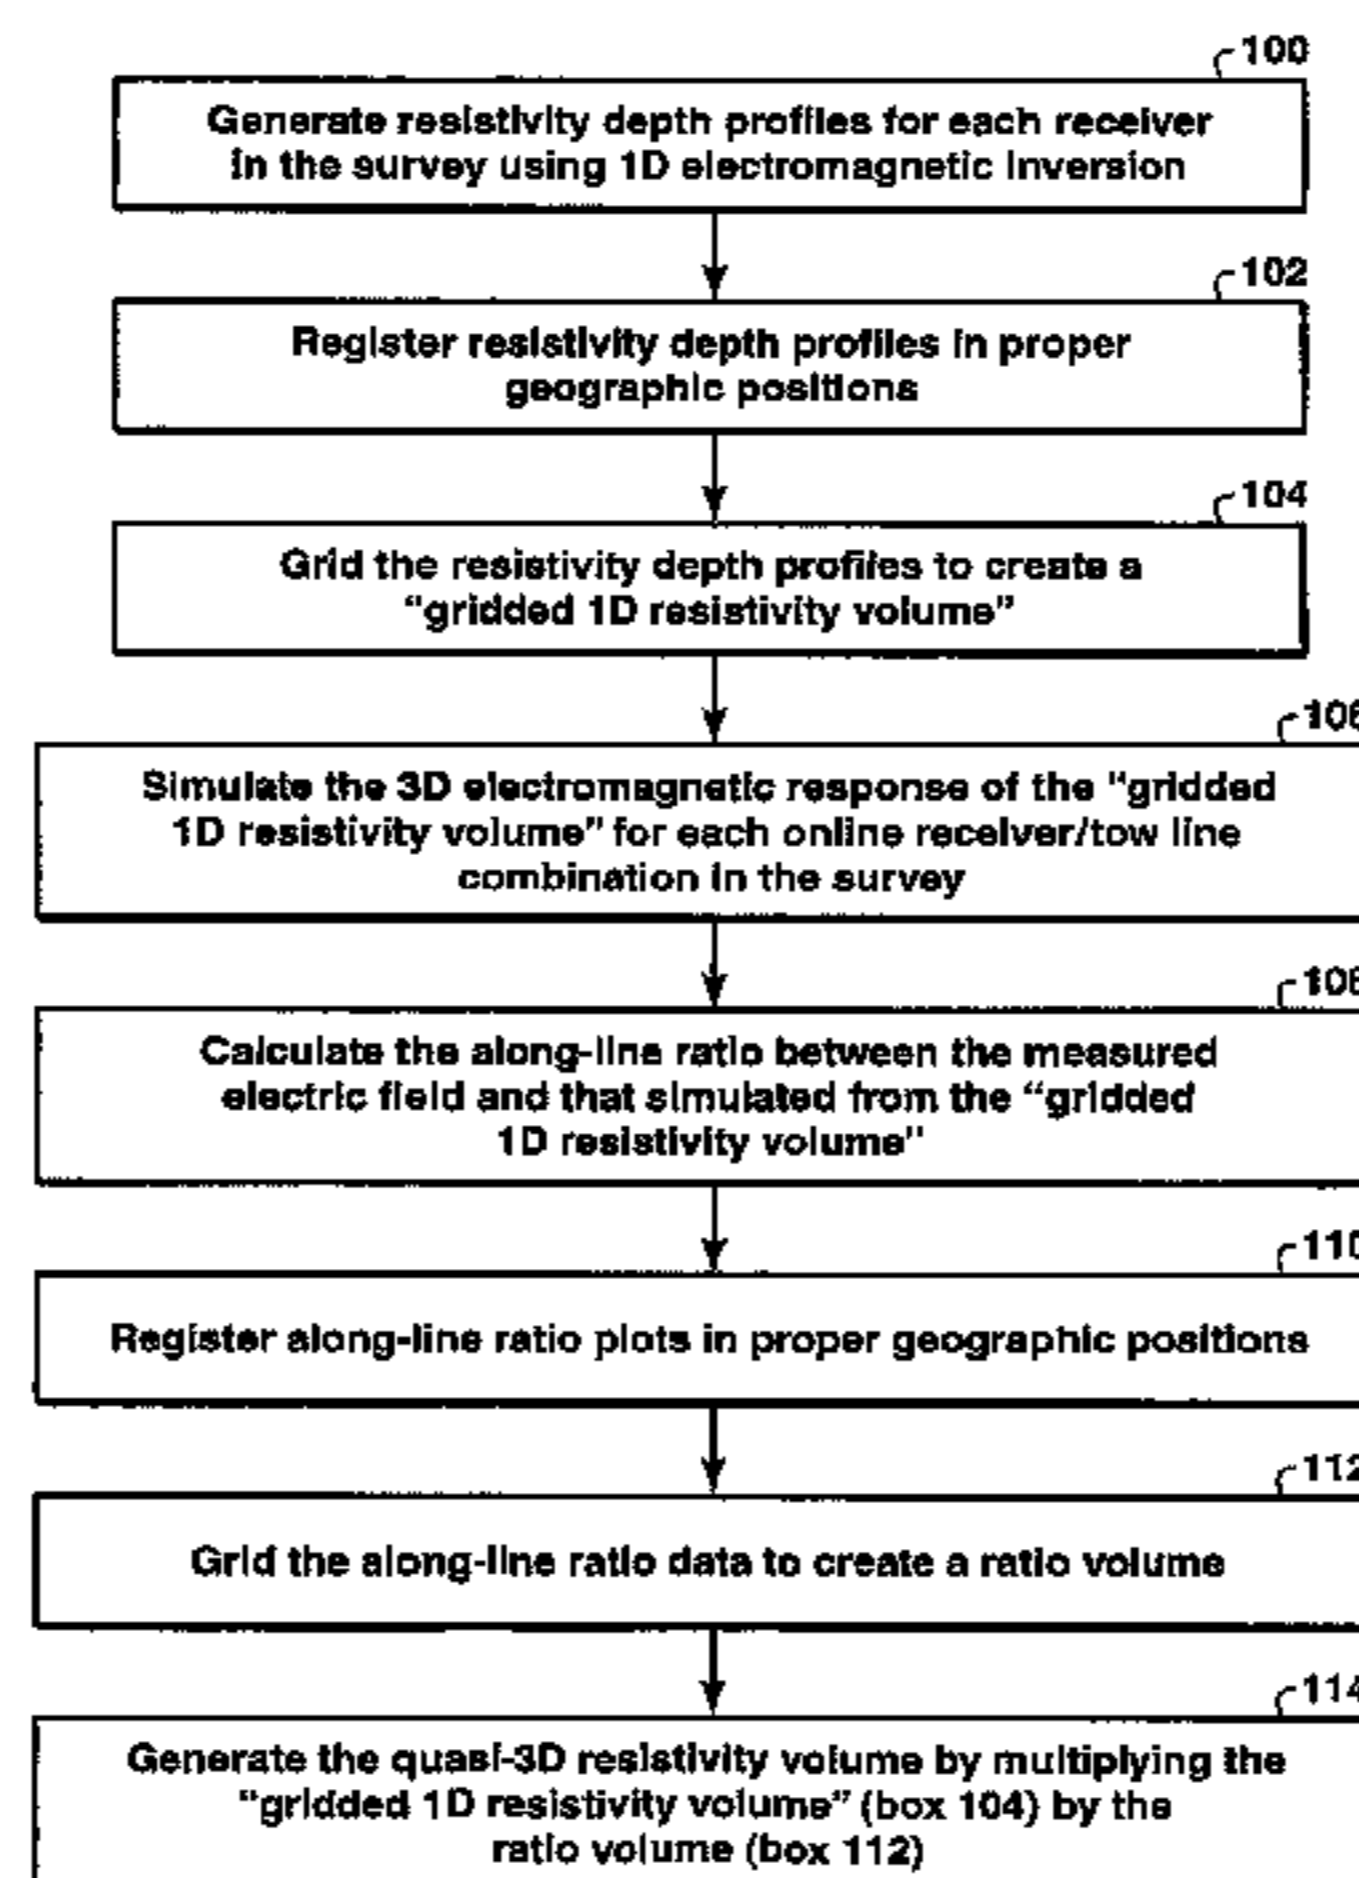 100
Generate resistivity depth profiles for each receiver
in the survey using 1D electromagnetic inversion
102
Register resistivity depth profiles in proper
geographic positions
104
Grid the resistivity depth profiles to create a
“gridded 1D resistivity volume”
106
Simulate the 3D electromagnetic response of the “gridded
1D resistivity volume” for each online receiver/tow line
combination in the survey
108
Calculate the along-line ratio between the measured
electric field and that simulated from the “gridded
1D resistivity volume”
110
Register along-line ratio plots in proper geographic positions
112
Grid the along-line ratio data to create a ratio volume
114
Generate the quasi-3D resistivity volume by multiplying the
“gridded 1D resistivity volume” (box 104) by the
ratio volume (box 112)